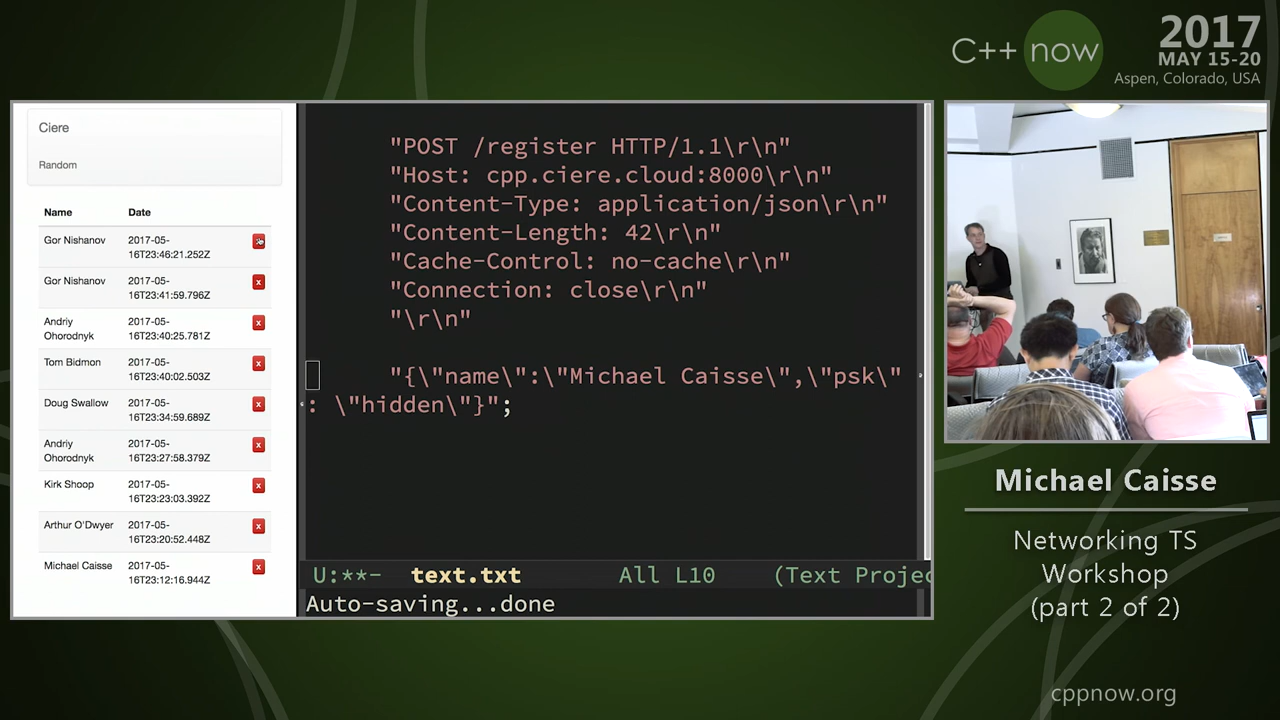 C++ now
2017
MAY 15-20
Aspen, Colorado, USA
Ciere
Random
Name Date
Gor Nishanov 2017-05-
16T23:46:21.252Z
Gor Nishanov 2017-05-
16T23:41:59.796Z
Andriy 2017-05-
Ohorodnyk 16T23:40:25.781Z
Tom Bidmon 2017-05-
16T23:40:02.503Z
Doug Swallow 2017-05-
16T23:34:59.689Z
Andriy 2017-05-
Ohorodnyk 16T23:27:58.379Z
Kirk Shoop 2017-05-
16T23:23:03.392Z
Arthur O'Dwyer 2017-05-
16T23:20:52.448Z
Michael Caisse 2017-05-
16T23:12:16.944Z
"POST /register HTTP/1.1\r\n"
"Host: cpp.ciere.cloud:8000\r\n"
"Content-Type: application/json\r\n"
"Content-Length: 42\r\n"
"Cache-Control: no-cache\r\n"
"Connection: close\r\n"
"\r\n"
"{\"name\":\"Michael Caisse\",\"psk\"
: \"hidden\"}";
U:**- text.txt All L10 (Text Projec
Auto-saving...done
Michael Caisse
Networking TS
Workshop
(part 2 of 2)
cppnow.org